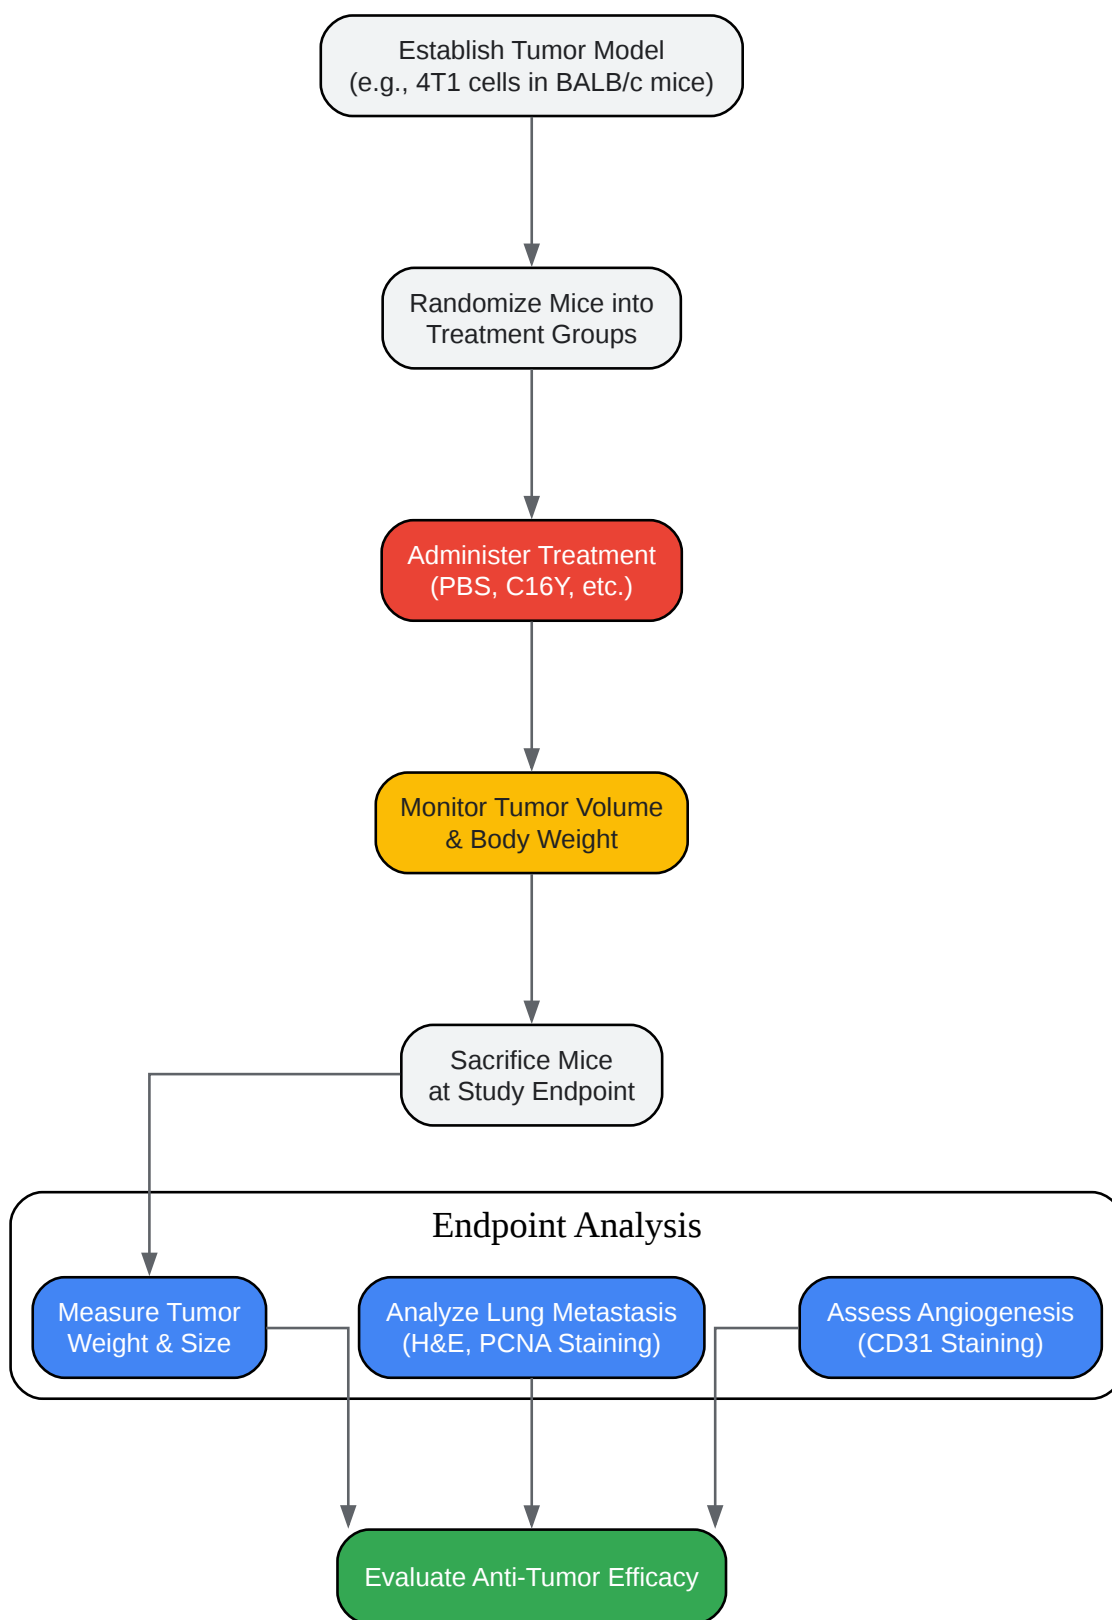 Establish Tumor Model
(e.g., 4T1 cells in BALB/c mice)
Randomize Mice into
Treatment Groups
Administer Treatment
(PBS, C16Y, etc.)
Monitor Tumor Volume
& Body Weight
Sacrifice Mice
at Study Endpoint
Endpoint Analysis
Measure Tumor
Weight & Size
Analyze Lung Metastasis
(H&E, PCNA Staining)
Assess Angiogenesis
(CD31 Staining)
Evaluate Anti-Tumor Efficacy